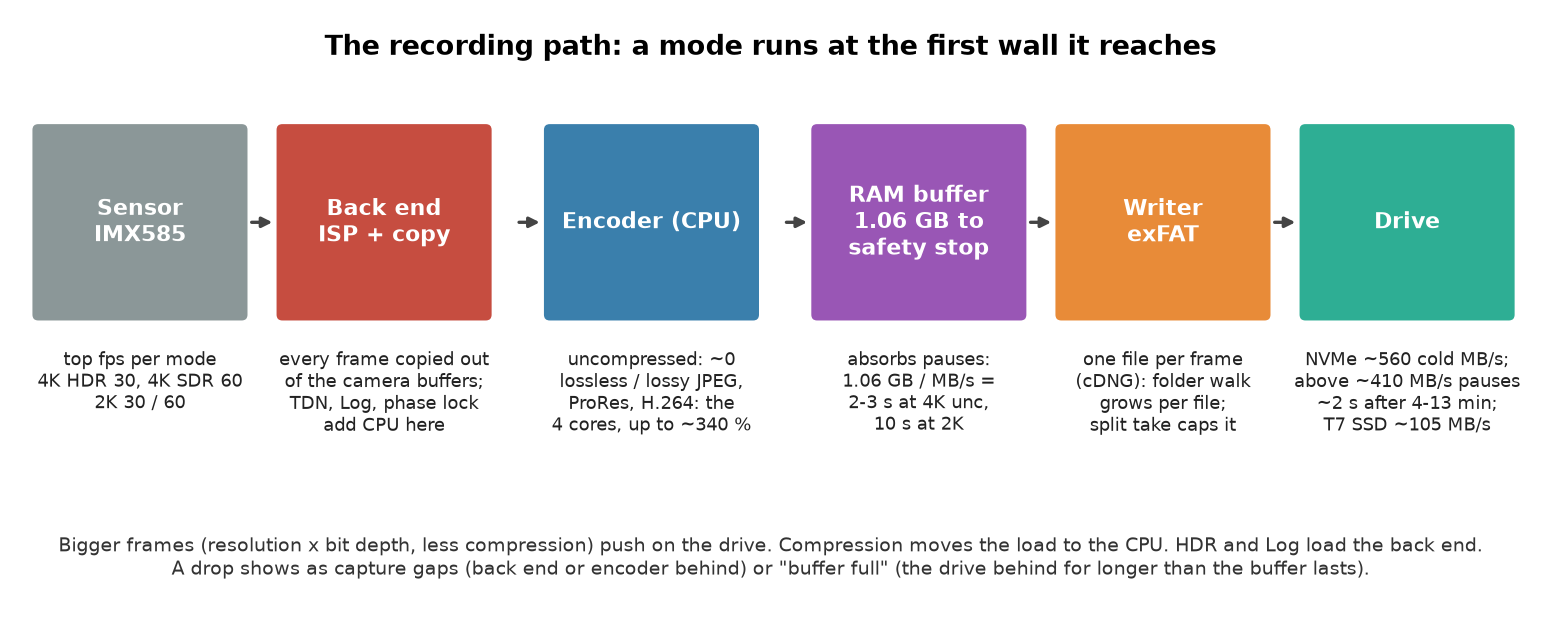 The recording path: a mode runs at the first wall it reaches
Sensor
IMX585
Back end
ISP + copy
Encoder (CPU)
RAM buffer
1.06 GB to
safety stop
Writer
exFAT
Drive
top fps per mode
4K HDR 30, 4K SDR 60
2K 30 / 60
every frame copied out
of the camera buffers;
TDN, Log, phase lock
add CPU here
uncompressed: ~0
lossless / lossy JPEG,
ProRes, H.264: the
4 cores, up to ~340 %
absorbs pauses:
1.06 GB / MB/s =
2-3 s at 4K unc,
10 s at 2K
one file per frame
(cDNG): folder walk
grows per file;
split take caps it
NVMe ~560 cold MB/s;
above ~410 MB/s pauses
~2 s after 4-13 min;
T7 SSD ~105 MB/s
Bigger frames (resolution x bit depth, less compression) push on the drive. Compression moves the load to the CPU. HDR and Log load the back end.
A drop shows as capture gaps (back end or encoder behind) or "buffer full" (the drive behind for longer than the buffer lasts).